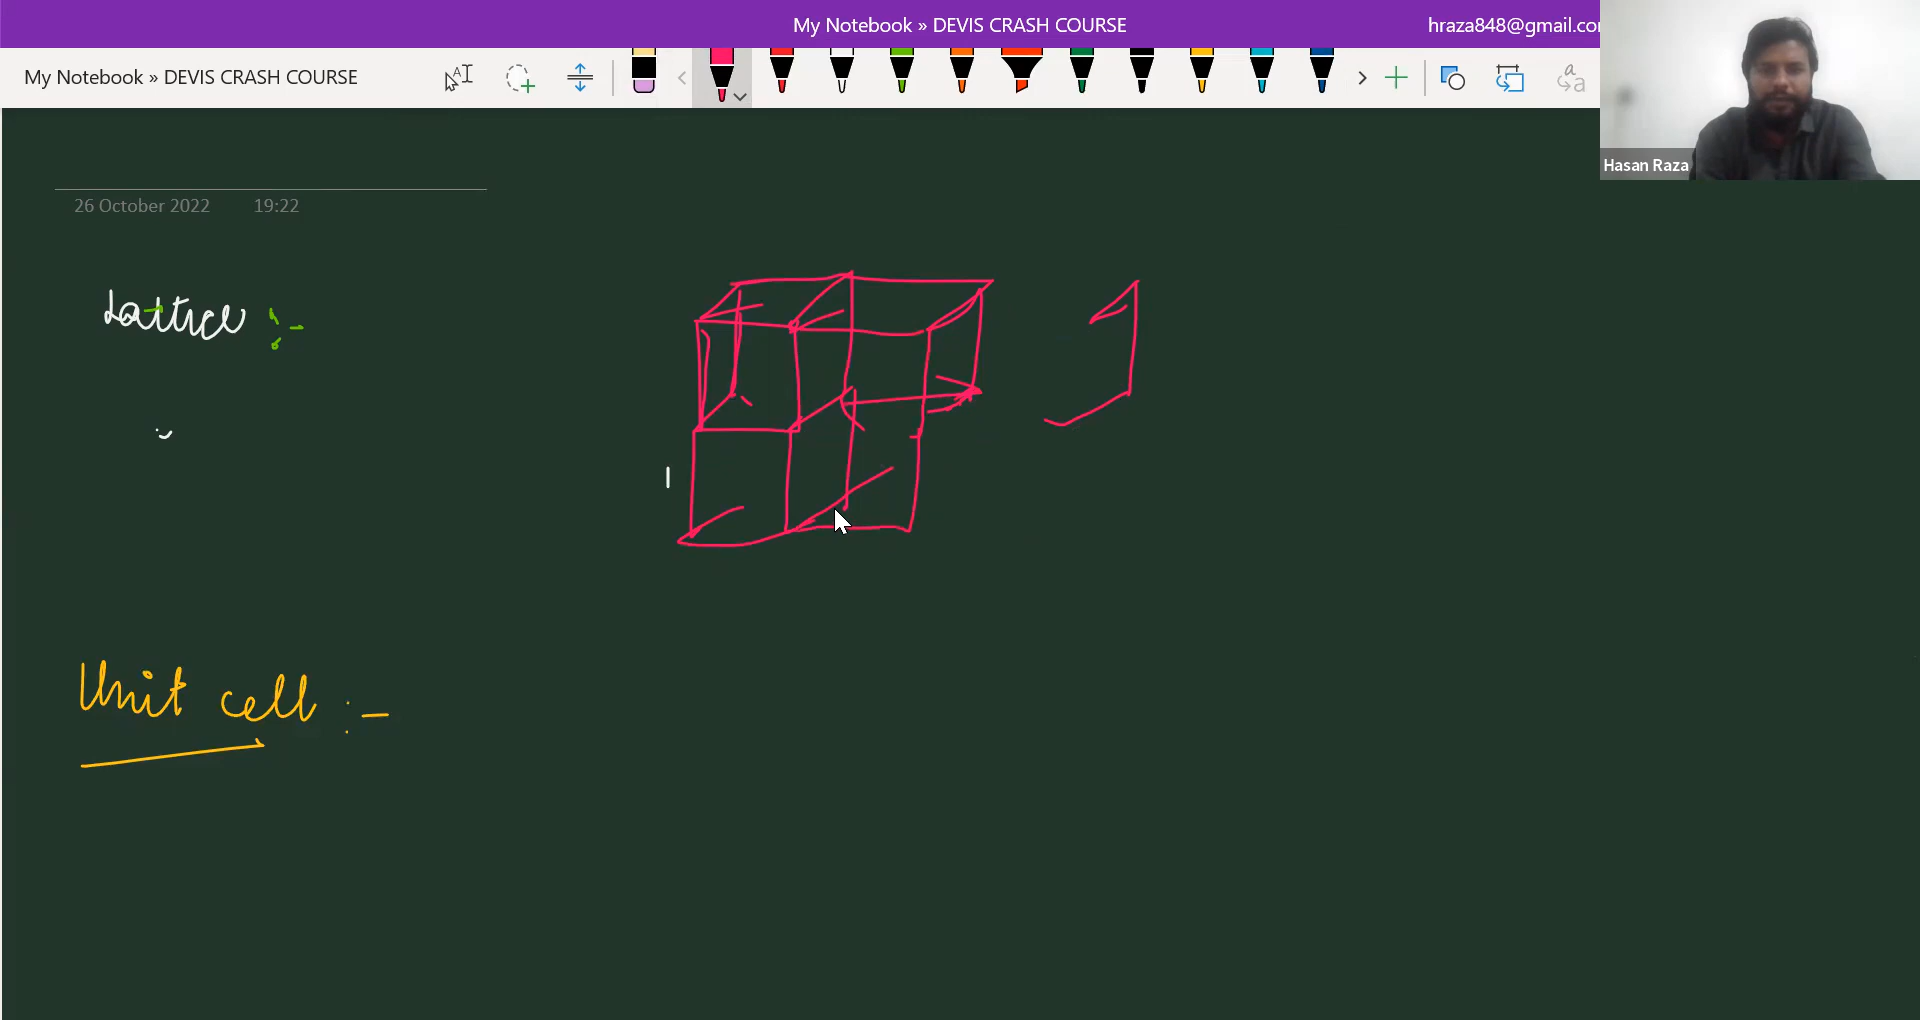 My Notebook » DEVIS CRASH COURSE
hraza848@gmail.co
My Notebook » DEVIS CRASH COURSE
Hasan Raza
26 October 2022 19:22
Lattice :-
Unit cell :-